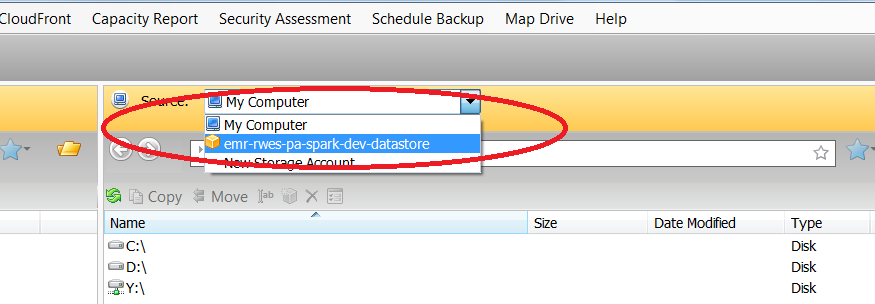 CloudFront Capacity Report Security Assessment Schedule Backup Map Drive Help
Source: My Computer
My Computer
emr-rwes-pa-spark-dev-datastore
New Storage Account
Copy Move
Name Size Date Modified Type
C:\ Disk
D:\ Disk
Y:\ Disk